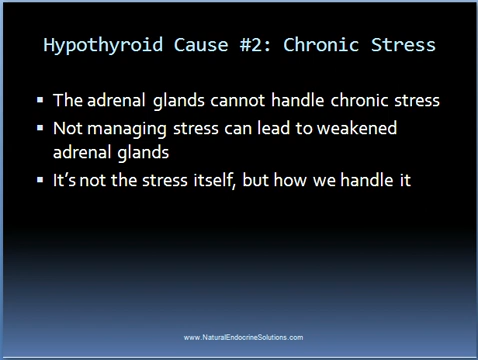 Hypothyroid Cause #2: Chronic Stress
▪ The adrenal glands cannot handle chronic stress
▪ Not managing stress can lead to weakened
adrenal glands
▪ It's not the stress itself, but how we handle it
www.NaturalEndocrineSolutions.com